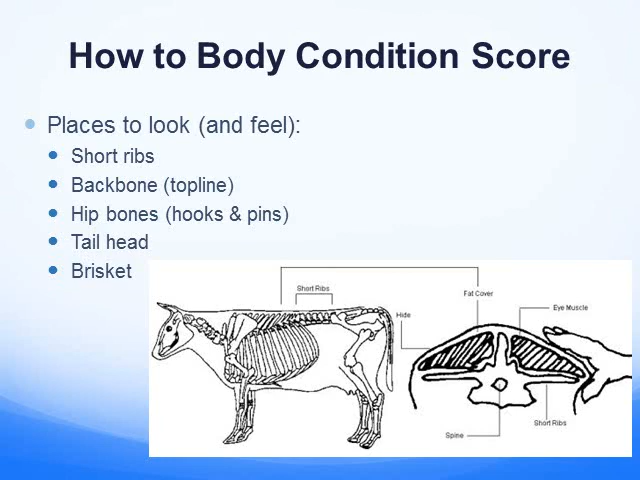 How to Body Condition Score
Places to look (and feel):
Short ribs
Backbone (topline)
Hip bones (hooks & pins)
Tail head
Brisket
Short Ribs
Fat Cover
Hide
Eye Muscle
Spine
Short Ribs